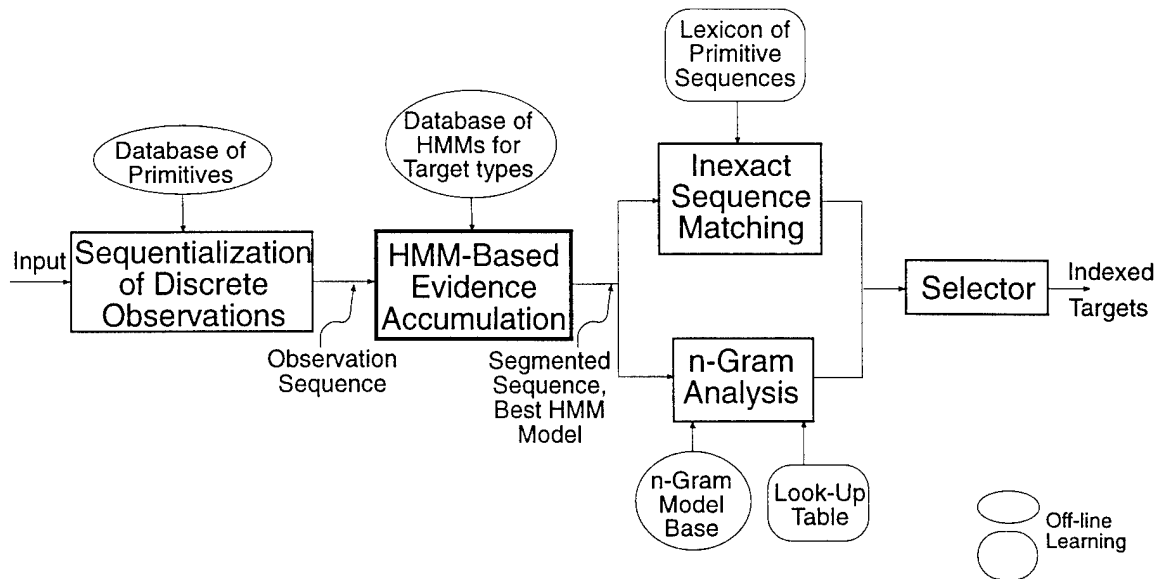 Lexicon of
Primitive
Sequences
Database of
HMMs for
Target types
Database of
Primitives
Inexact
Sequence
Matching
Input
Sequentialization
of Discrete
Observations
HMM-Based
Evidence
Accumulation
Selector
Indexed
Targets
Observation
Sequence
Segmented
Sequence,
Best HMM
Model
n-Gram
Analysis
n-Gram
Model
Base
Look-Up
Table
Off-line
Learning